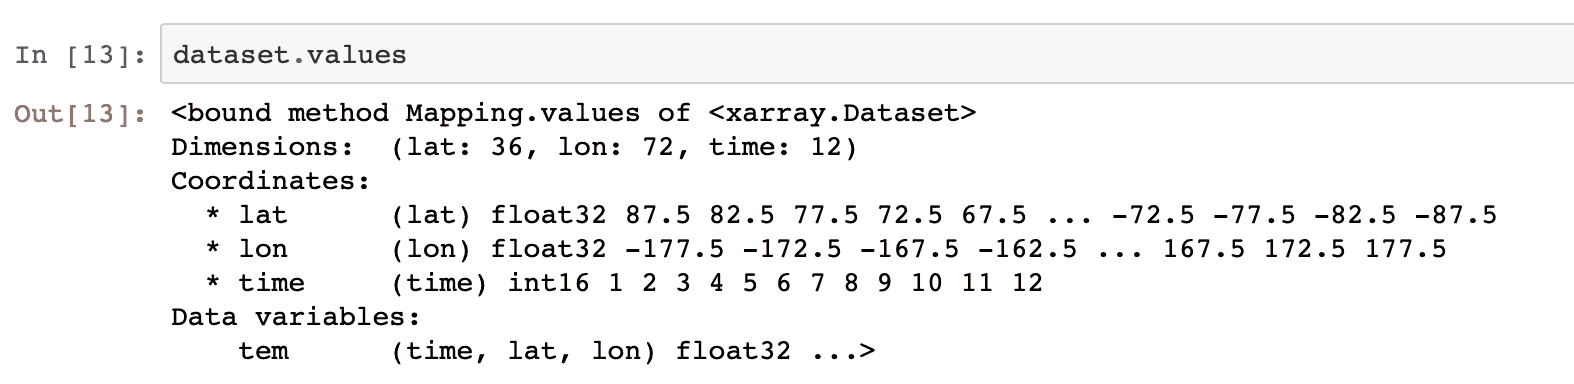 In [13]: dataset.values
Out[13]: <bound method Mapping.values of <xarray.Dataset>
Dimensions:  (lat: 36, lon: 72, time: 12)
Coordinates:
  * lat      (lat) float32 87.5 82.5 77.5 72.5 67.5 ... -72.5 -77.5 -82.5 -87.5
  * lon      (lon) float32 -177.5 -172.5 -167.5 -162.5 ... 167.5 172.5 177.5
  * time     (time) int16 1 2 3 4 5 6 7 8 9 10 11 12
Data variables:
    tem      (time, lat, lon) float32 ...>